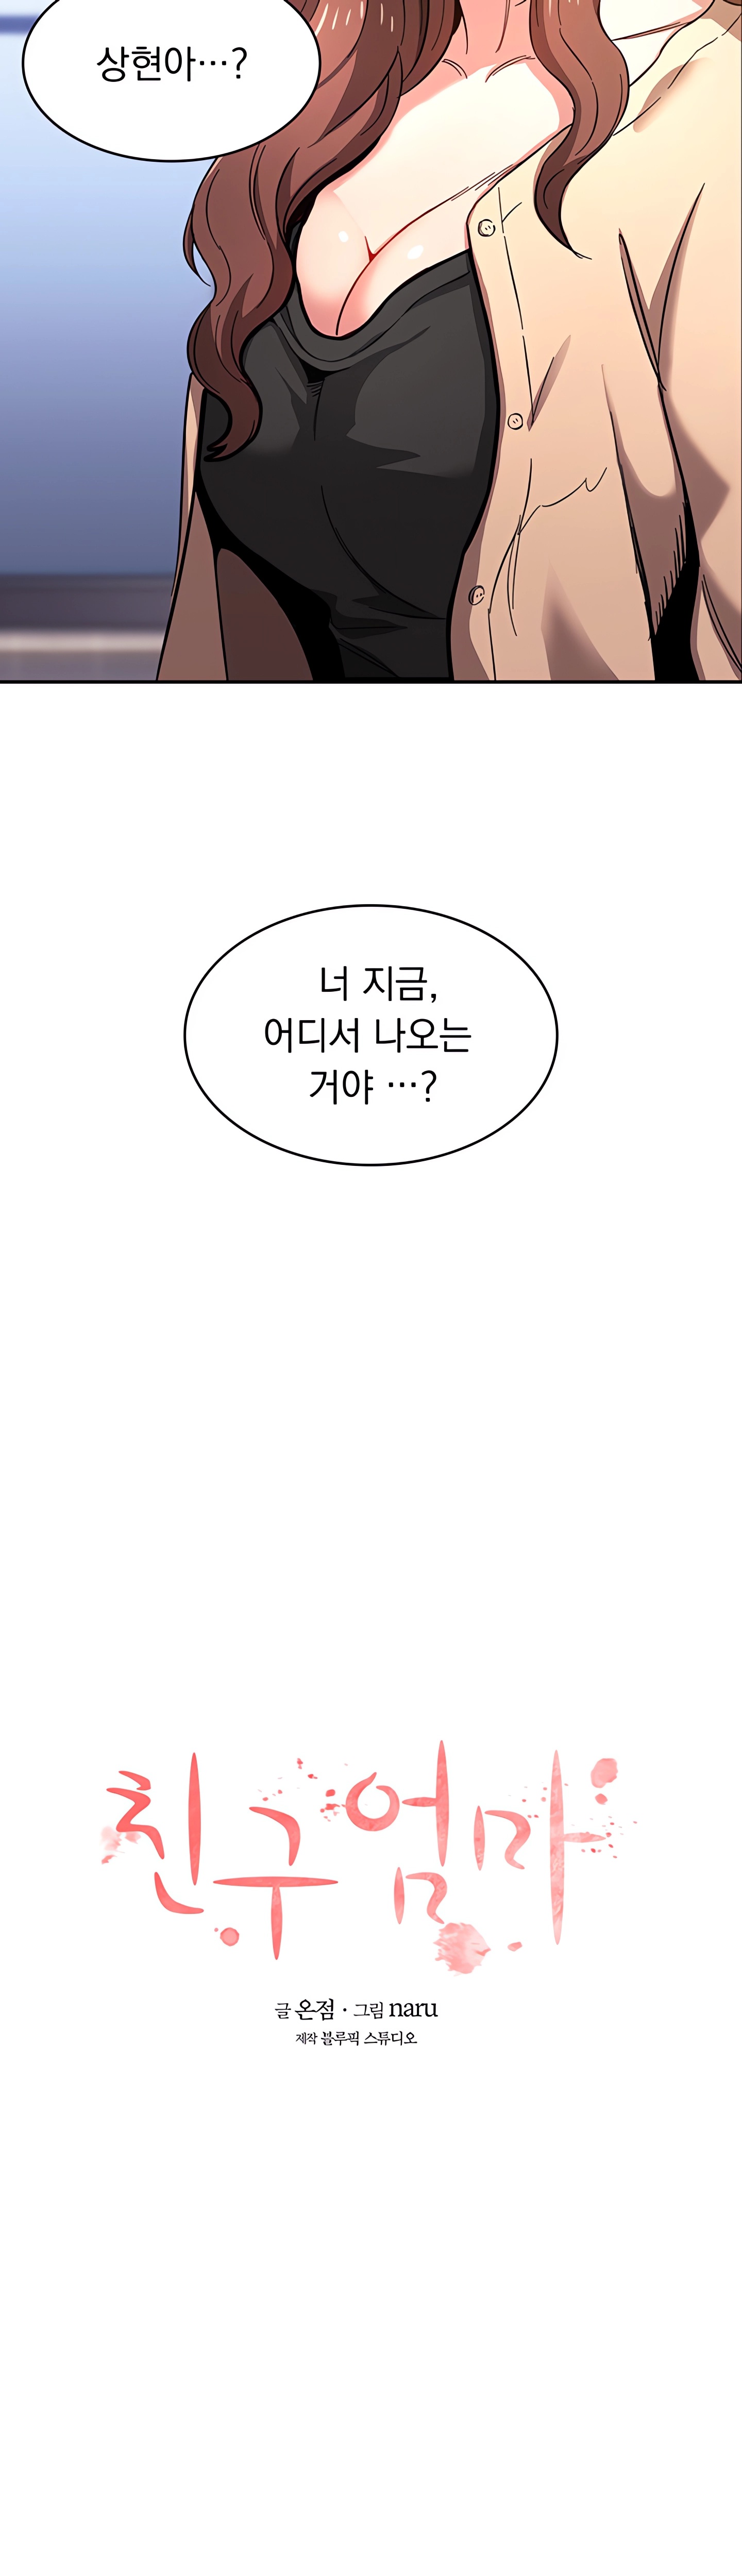 상현아…?
너 지금,
어디서 나오는
거야 …?
친구엄마
글 온점 · 그림 naru
제작 블루픽 스튜디오